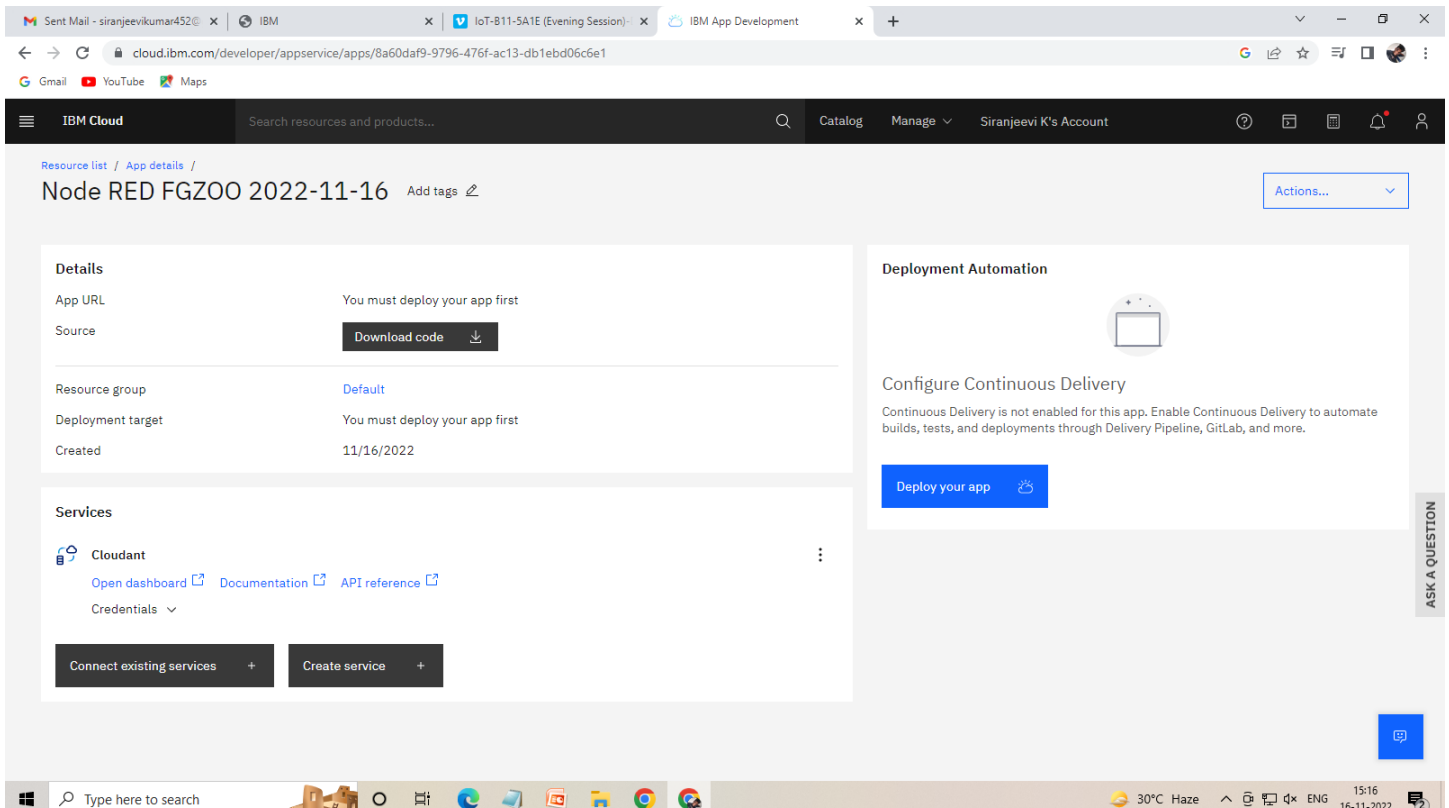 Sent Mail - siranjeevikumar452@
IBM
IoT-B11-5A1E (Evening Session)-
IBM App Development
cloud.ibm.com/developer/appservice/apps/8a60daf9-9796-476f-ac13-db1ebd06c6e1
Gmail YouTube Maps
IBM Cloud
Search resources and products...
Catalog
Manage
Siranjeevi K's Account
Resource list / App details /
Node RED FGZOO 2022-11-16
Add tags
Actions...
Details
App URL You must deploy your app first
Source Download code
Resource group Default
Deployment target You must deploy your app first
Created 11/16/2022
Services
Cloudant
Open dashboard Documentation API reference
Credentials
Connect existing services +
Create service +
Deployment Automation
Configure Continuous Delivery
Continuous Delivery is not enabled for this app. Enable Continuous Delivery to automate
builds, tests, and deployments through Delivery Pipeline, GitLab, and more.
Deploy your app
ASK A QUESTION
Type here to search
30°C Haze
ENG
15:16
16-11-2022
2